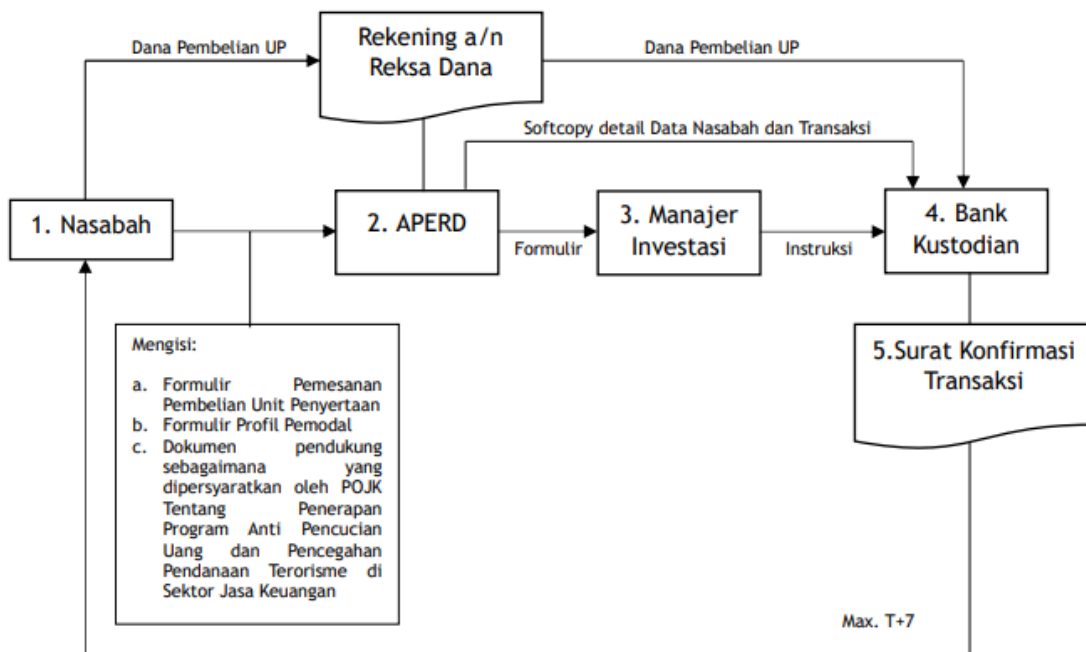 Dana Pembelian UP
Rekening a/n
Reksa Dana
Dana Pembelian UP
Softcopy detail Data Nasabah dan Transaksi
1. Nasabah
2. APERD
Formulir
3. Manajer
Investasi
Instruksi
4. Bank
Kustodian
Mengisi:
a. Formulir Pemesanan
Pembelian Unit Penyertaan
b. Formulir Profil Pemodal
c. Dokumen pendukung
sebagaimana yang
dipersyaratkan oleh POJK
Tentang Penerapan
Program Anti Pencucian
Uang dan Pencegahan
Pendanaan Terorisme di
Sektor Jasa Keuangan
5.Surat Konfirmasi
Transaksi
Max. T+7